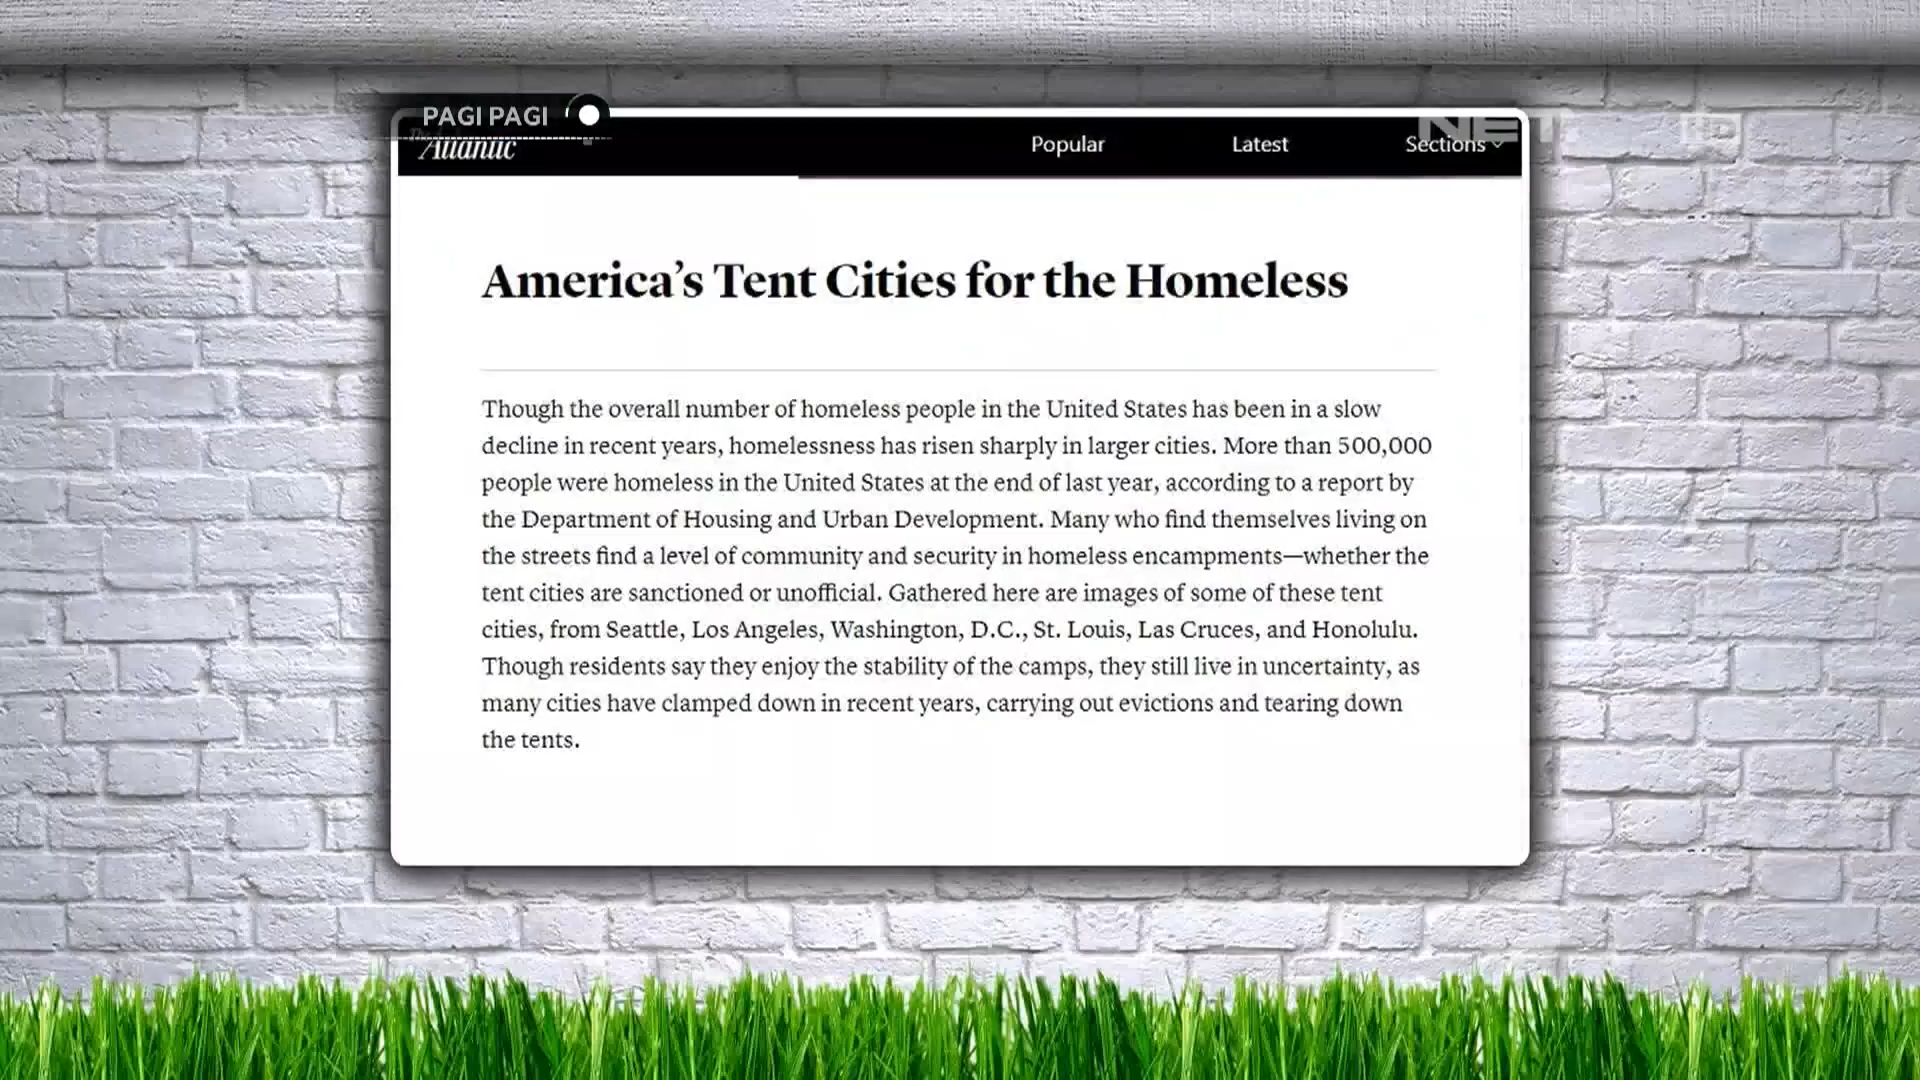 PAGI PAGI
NET
HD
The Atlantic
Popular
Latest
Sections
America’s Tent Cities for the Homeless
Though the overall number of homeless people in the United States has been in a slow
decline in recent years, homelessness has risen sharply in larger cities. More than 500,000
people were homeless in the United States at the end of last year, according to a report by
the Department of Housing and Urban Development. Many who find themselves living on
the streets find a level of community and security in homeless encampments—whether the
tent cities are sanctioned or unofficial. Gathered here are images of some of these tent
cities, from Seattle, Los Angeles, Washington, D.C., St. Louis, Las Cruces, and Honolulu.
Though residents say they enjoy the stability of the camps, they still live in uncertainty, as
many cities have clamped down in recent years, carrying out evictions and tearing down
the tents.